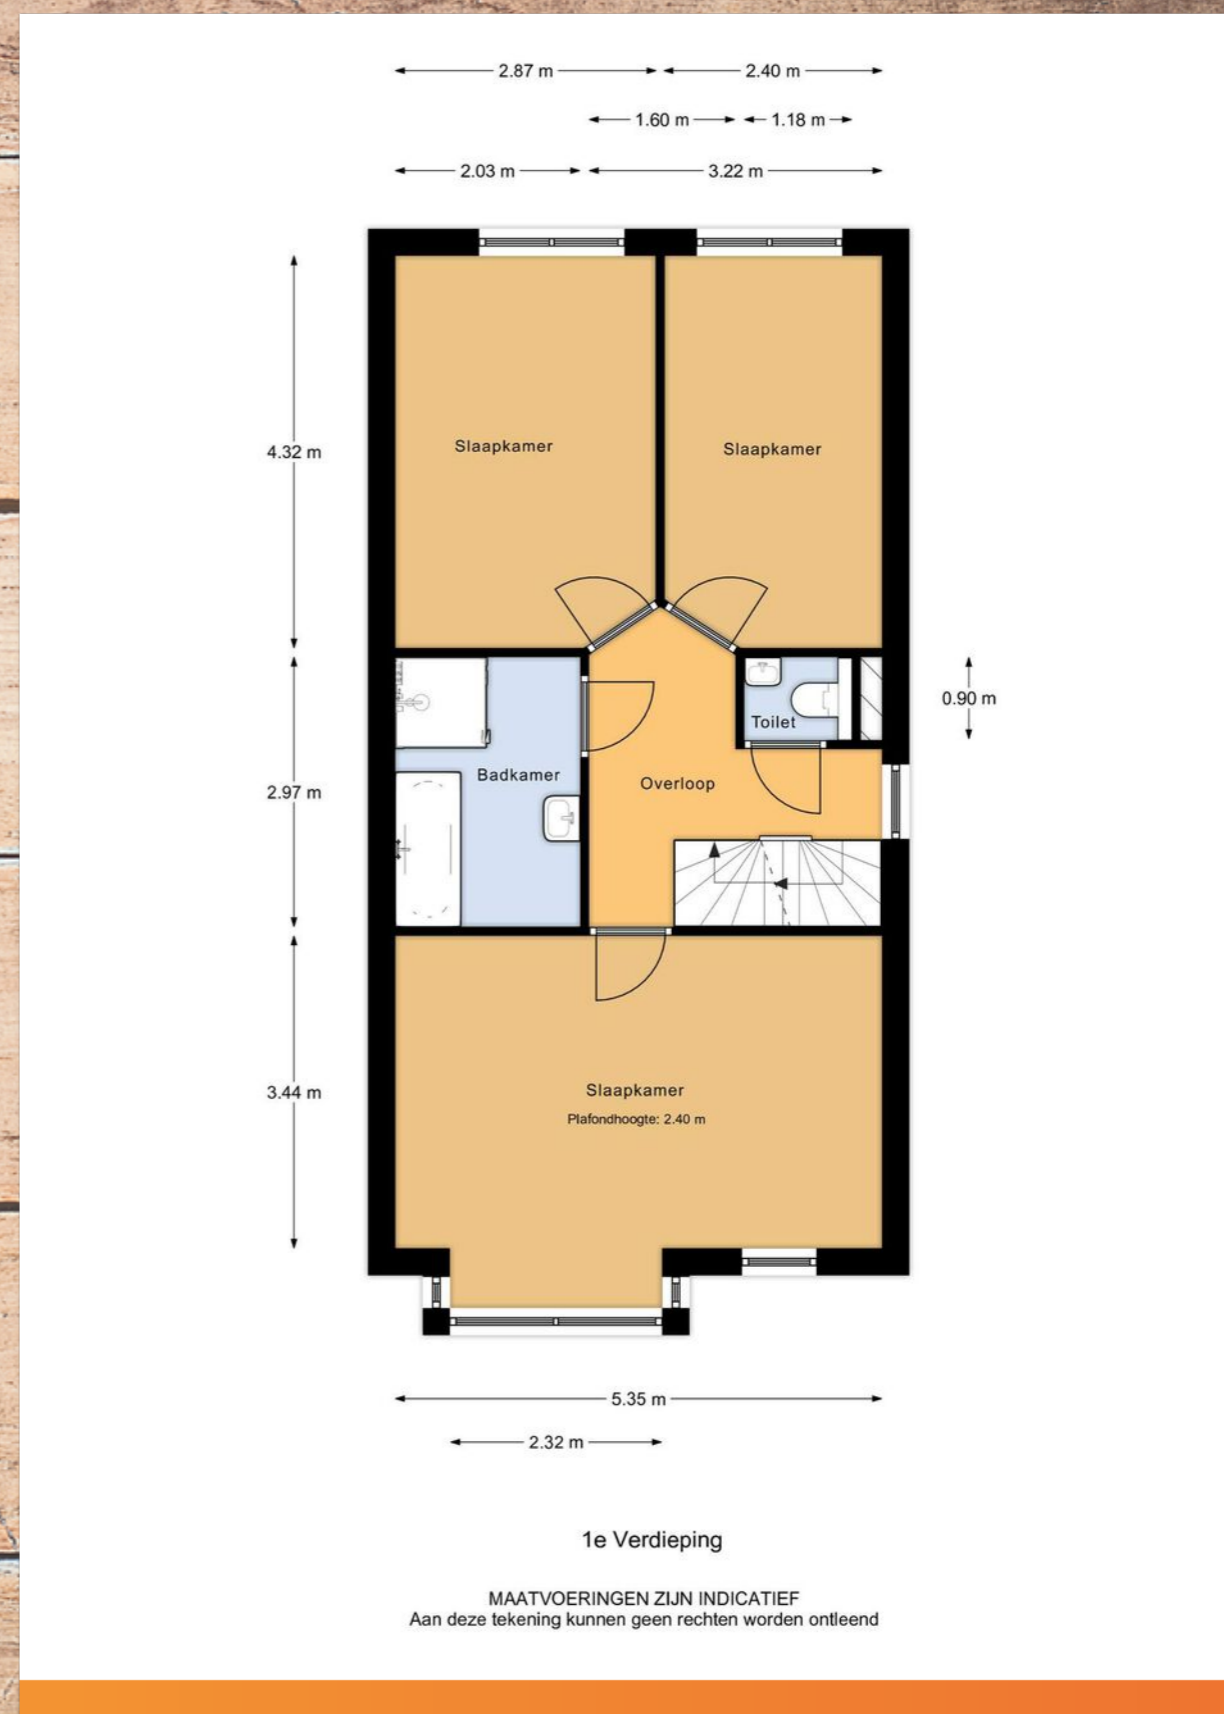 2.87 m 2.40 m
1.60 m 1.18 m
2.03 m 3.22 m
4.32 m
Slaapkamer Slaapkamer
0.90 m
Toilet
Badkamer
Overloop
2.97 m
Slaapkamer
3.44 m
Plafondhoogte: 2.40 m
5.35 m
2.32 m
1e Verdieping
MAATVOERINGEN ZIJN INDICATIEF
Aan deze tekening kunnen geen rechten worden ontleend